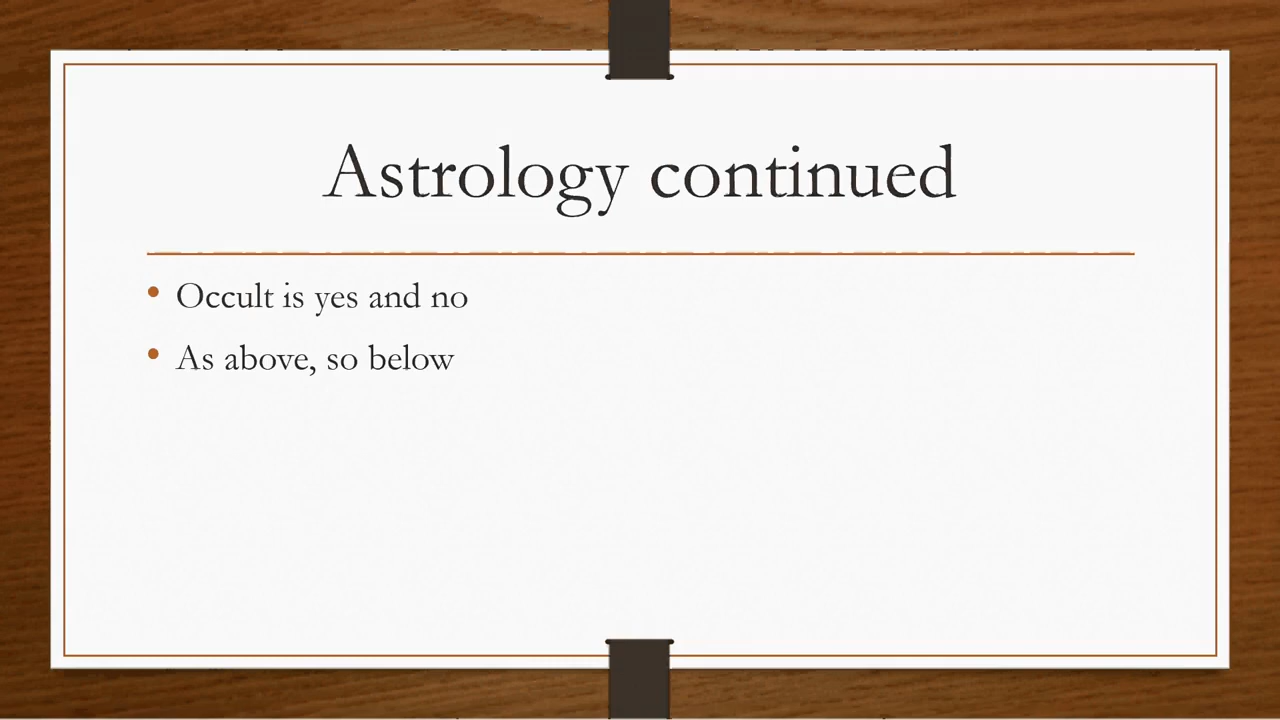 Astrology continued
• Occult is yes and no
• As above, so below